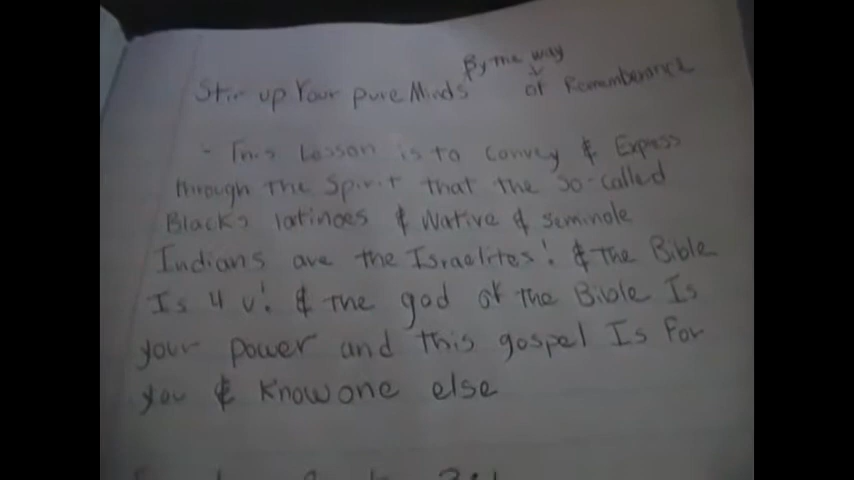 Stir up Your pure Minds By the way of Rememberance
- This Lesson is to convey & Express
through The Spirit that the so-called
Blacks latinoes & Native & Seminole
Indians are the Israelites! & The Bible
Is 4 U! & The god of the Bible Is
your power and this gospel Is For
you & Knowone else